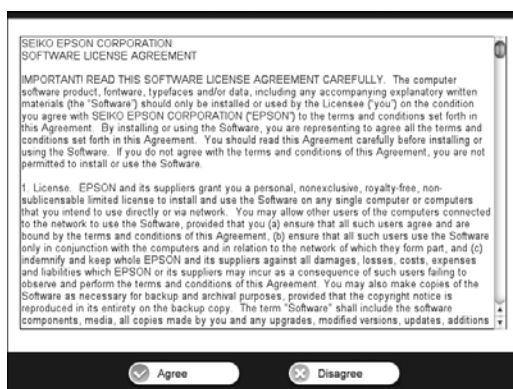 SEIKO EPSON CORPORATION
SOFTWARE LICENSE AGREEMENT
IMPORTANT! READ THIS SOFTWARE LICENSE AGREEMENT CAREFULLY. The computer
software product, fontware, typefaces and/or data, including any accompanying explanatory written
materials (the "Software") should only be installed or used by the Licensee ("you") on the condition
you agree with SEIKO EPSON CORPORATION ("EPSON") to the terms and conditions set forth in
this Agreement. By installing or using the Software, you are representing to agree all the terms and
conditions set forth in this Agreement. You should read this Agreement carefully before installing or
using the Software. If you do not agree with the terms and conditions of this Agreement, you are not
permitted to install or use the Software.
1. License. EPSON and its suppliers grant you a personal, nonexclusive, royalty-free, non-
sublicensable limited license to install and use the Software on any single computer or computers
that you intend to use directly or via network. You may allow other users of the computers connected
to the network to use the Software, provided that you (a) ensure that all such users agree and are
bound by the terms and conditions of this Agreement, (b) ensure that all such users use the Software
only in conjunction with the computers and in relation to the network of which they form part, and (c)
indemnify and keep whole EPSON and its suppliers against all damages, losses, costs, expenses
and liabilities which EPSON or its suppliers may incur as a consequence of such users failing to
observe and perform the terms and conditions of this Agreement. You may also make copies of the
Software as necessary for backup and archival purposes, provided that the copyright notice is
reproduced in its entirety on the backup copy. The term "Software" shall include the software
components, media, all copies made by you and any upgrades, modified versions, updates, additions
Agree
Disagree